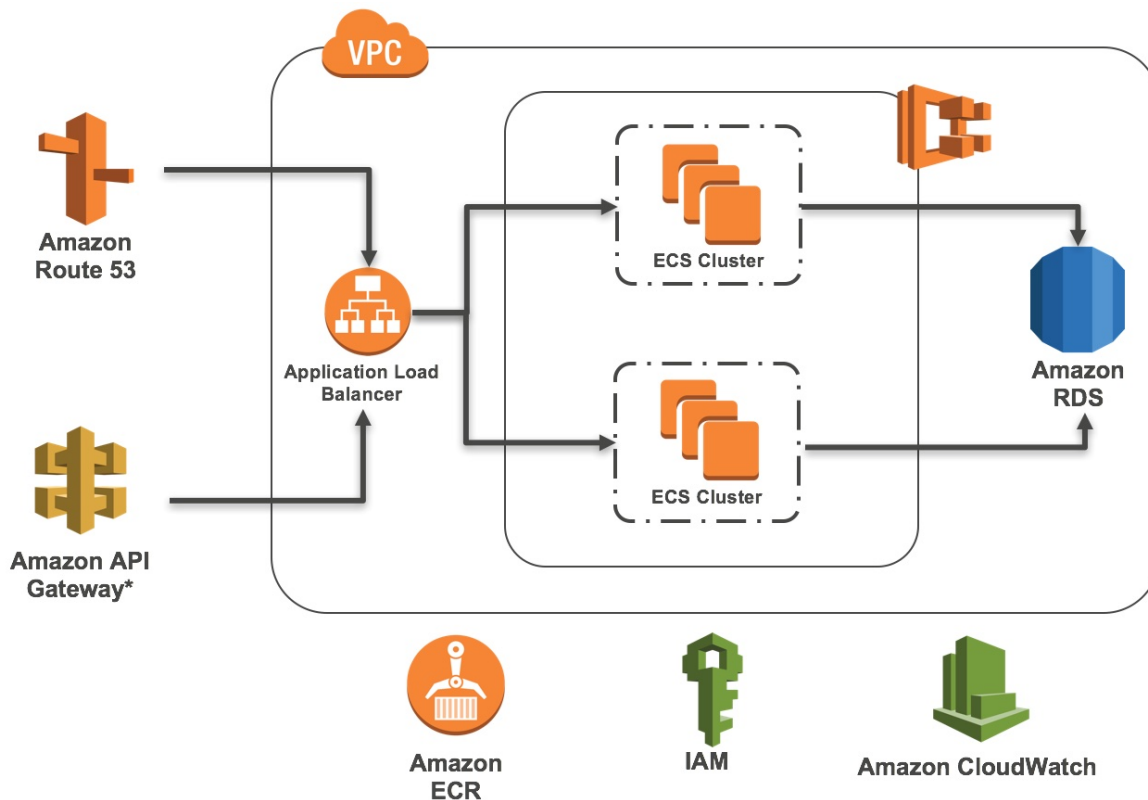 VPC
Amazon
Route 53
ECS Cluster
Application Load
Balancer
Amazon
RDS
ECS Cluster
Amazon API
Gateway*
Amazon
ECR
IAM
Amazon CloudWatch